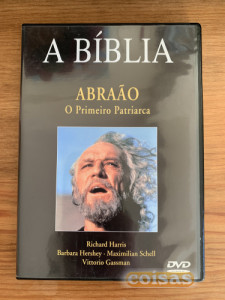 A BÍBLIA
ABRAÃO
O Primeiro Patriarca
Richard Harris
Barbara Hershey - Maximilian Schell
Vittorio Gassman
DVD
coisas